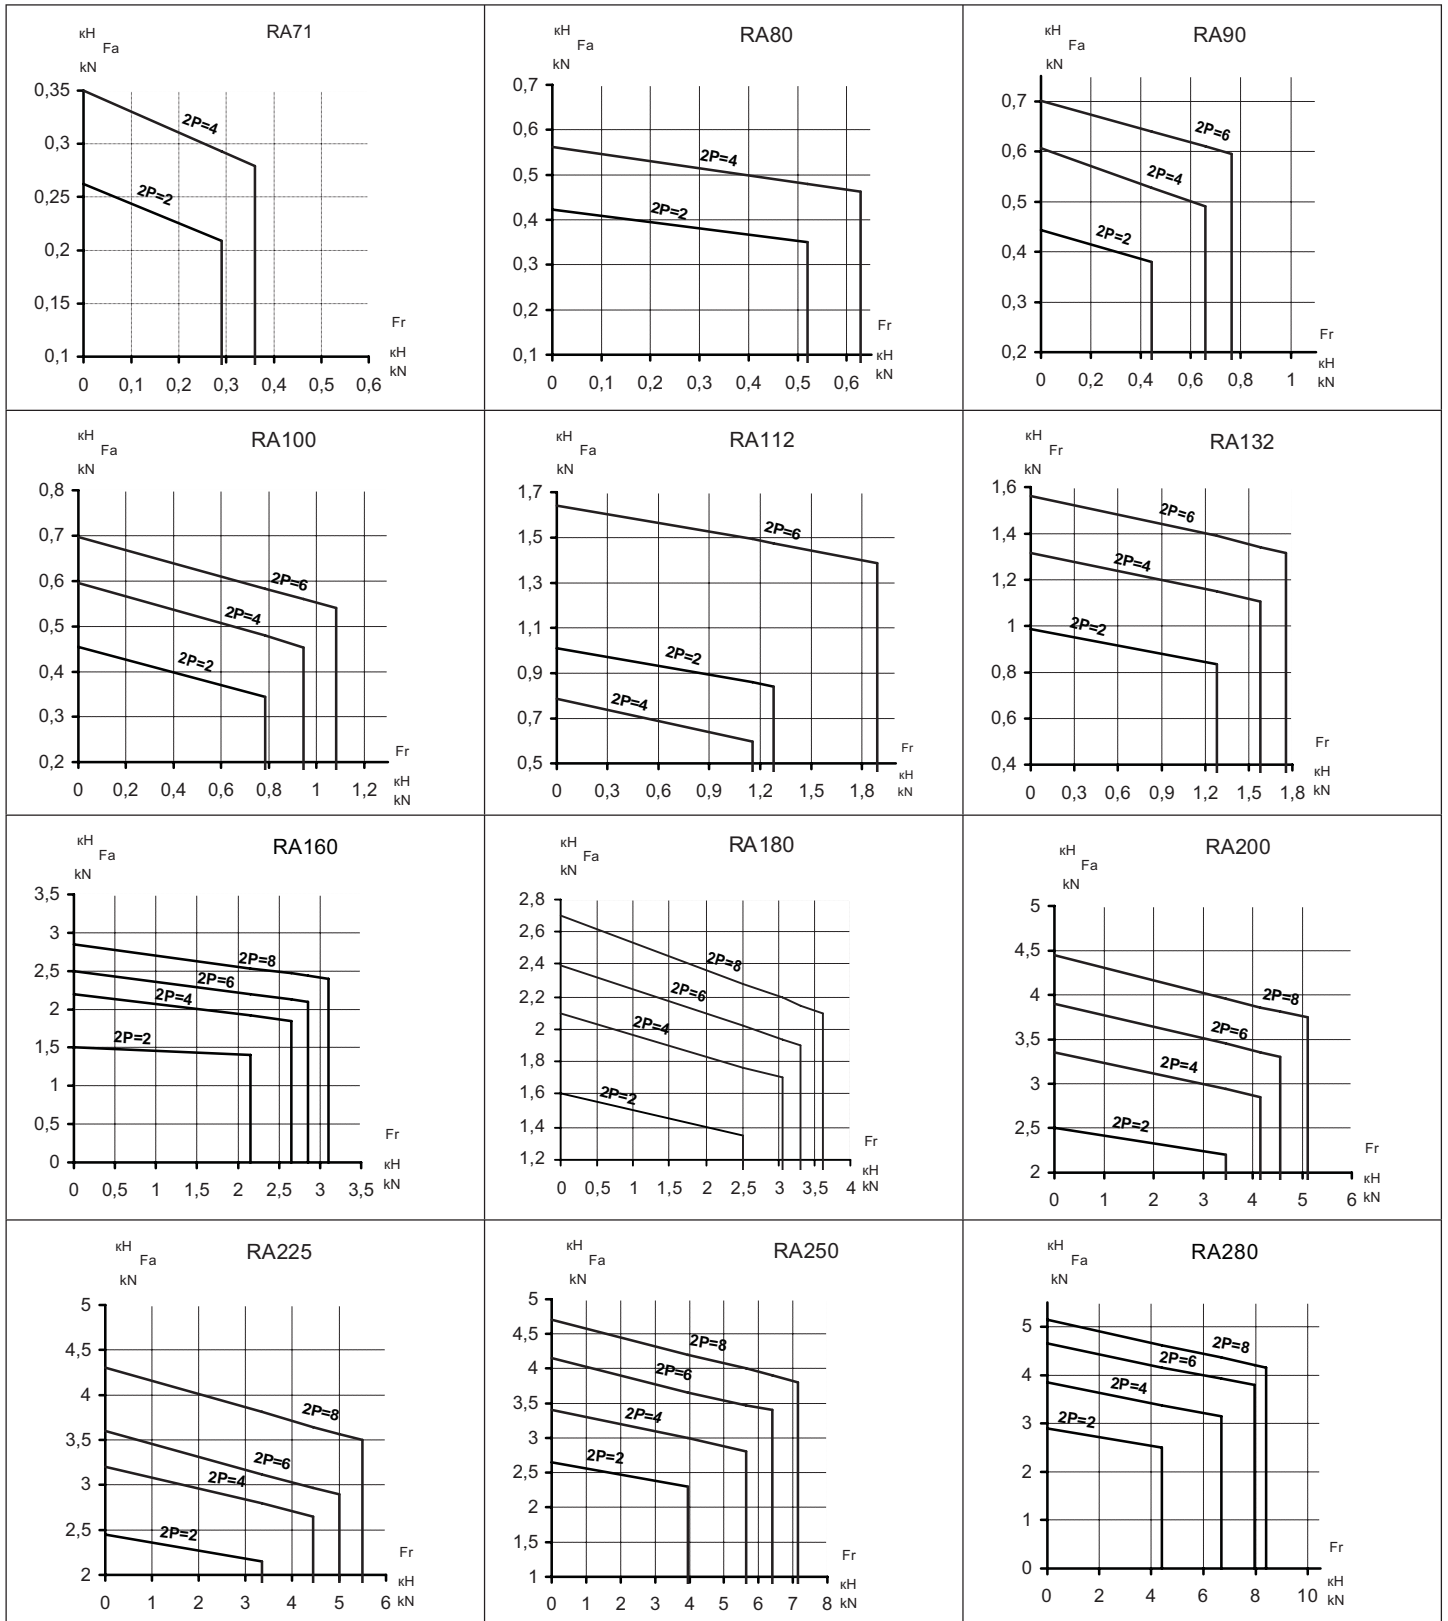 RA71
кН
Fa
kN
0,35
0,3
0,25
0,2
0,15
0,1
2P=4
2P=2
Fr
кН
kN
0 0,1 0,2 0,3 0,4 0,5 0,6
RA80
кН
Fa
kN
0,7
0,6
0,5
0,4
0,3
0,2
0,1
2P=4
2P=2
Fr
кН
kN
0 0,1 0,2 0,3 0,4 0,5 0,6
RA90
кН
Fa
kN
0,7
0,6
0,5
0,4
0,3
0,2
2P=6
2P=4
2P=2
Fr
кН
kN
0 0,2 0,4 0,6 0,8 1
RA100
кН
Fa
kN
0,8
0,7
0,6
0,5
0,4
0,3
0,2
2P=6
2P=4
2P=2
Fr
кН
kN
0 0,2 0,4 0,6 0,8 1 1,2
RA112
кН
Fa
kN
1,7
1,5
1,3
1,1
0,9
0,7
0,5
2P=6
2P=2
2P=4
Fr
кН
kN
0 0,3 0,6 0,9 1,2 1,5 1,8
RA132
кН
Fr
kN
1,6
1,4
1,2
1
0,8
0,6
0,4
2P=6
2P=4
2P=2
Fr
кН
kN
0 0,3 0,6 0,9 1,2 1,5 1,8
RA160
кН
Fa
kN
3,5
3
2,5
2
1,5
1
0,5
0
2P=8
2P=6
2P=4
2P=2
Fr
кН
kN
0 0,5 1 1,5 2 2,5 3 3,5
RA180
кН
Fa
kN
2,8
2,6
2,4
2,2
2
1,8
1,6
1,4
1,2
2P=8
2P=6
2P=4
2P=2
Fr
кН
kN
0 0,5 1 1,5 2 2,5 3 3,5 4
RA200
кН
Fa
kN
5
4,5
4
3,5
3
2,5
2
2P=8
2P=6
2P=4
2P=2
Fr
кН
kN
0 1 2 3 4 5 6
RA225
кН
Fa
kN
5
4,5
4
3,5
3
2,5
2
2P=8
2P=6
2P=4
2P=2
Fr
кН
kN
0 1 2 3 4 5 6
RA250
кН
Fa
kN
5
4,5
4
3,5
3
2,5
2
1,5
1
2P=8
2P=6
2P=4
2P=2
Fr
кН
kN
0 1 2 3 4 5 6 7 8
RA280
кН
Fa
kN
5
4
3
2
1
0
2P=8
2P=6
2P=4
2P=2
Fr
кН
kN
0 2 4 6 8 10